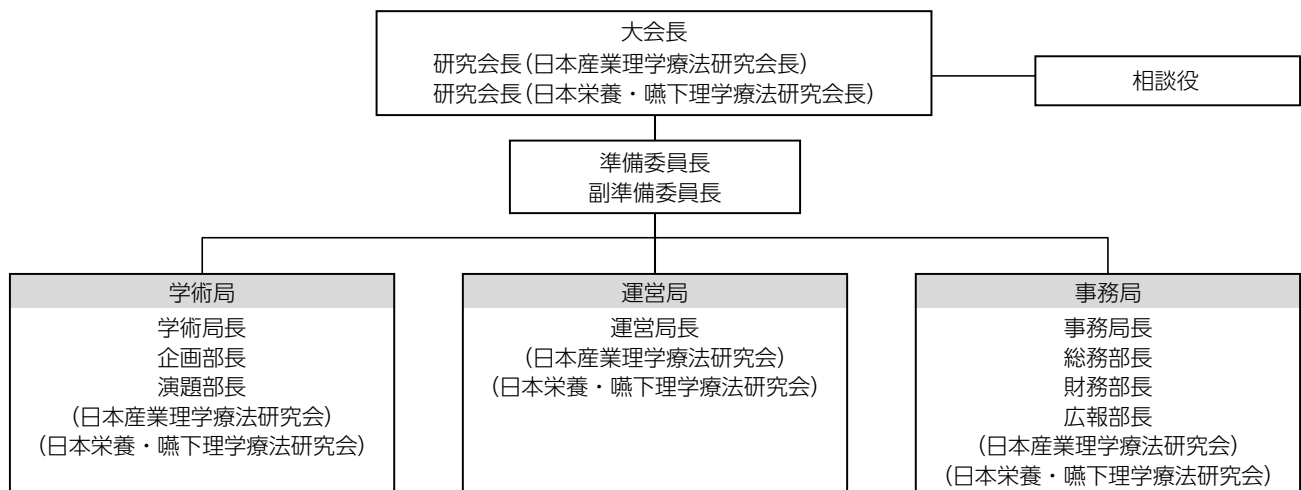 大会長
研究会長(日本産業理学療法研究会長)
研究会長(日本栄養・嚥下理学療法研究会長)
相談役
準備委員長
副準備委員長
学術局
学術局長
企画部長
演題部長
(日本産業理学療法研究会)
(日本栄養・嚥下理学療法研究会)
運営局
運営局長
(日本産業理学療法研究会)
(日本栄養・嚥下理学療法研究会)
事務局
事務局長
総務部長
財務部長
広報部長
(日本産業理学療法研究会)
(日本栄養・嚥下理学療法研究会)